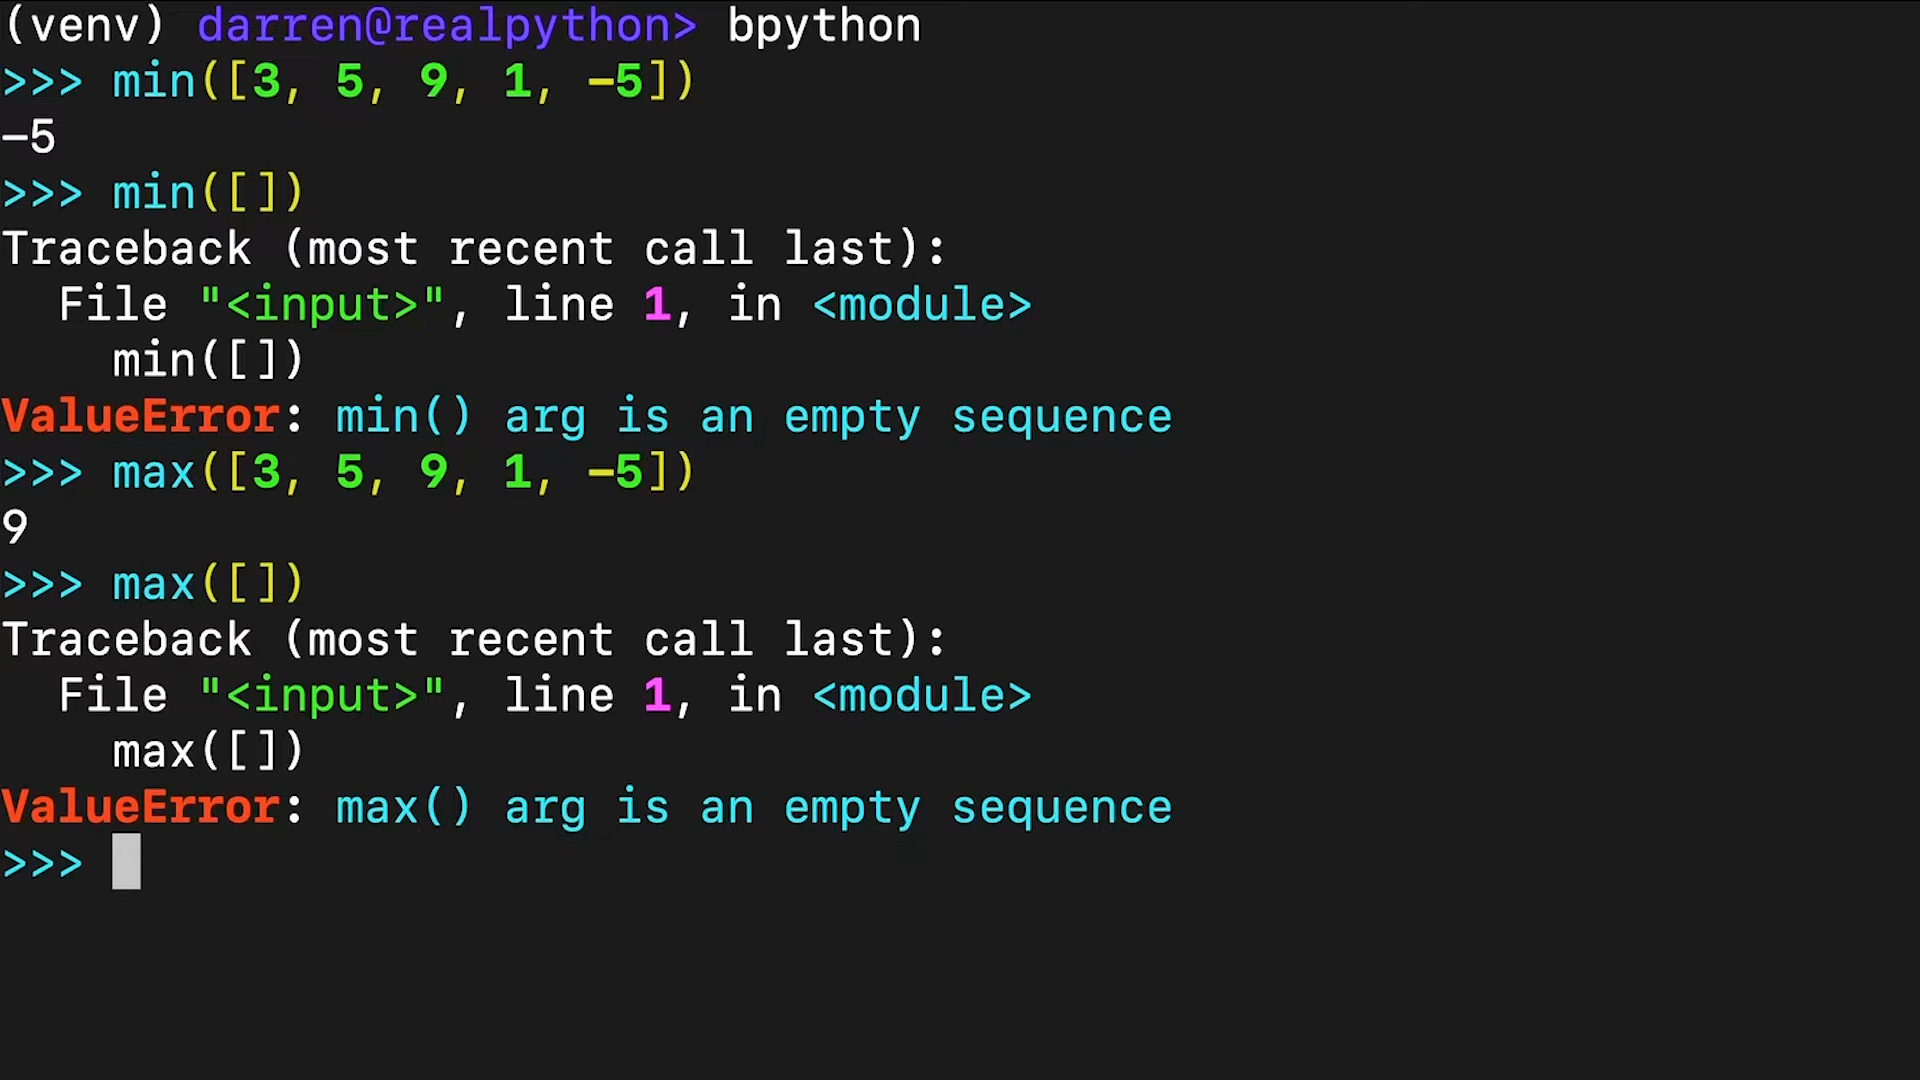 (venv) darren@realpython> bpython
>>> min([3, 5, 9, 1, -5])
-5
>>> min([])
Traceback (most recent call last):
  File "<input>", line 1, in <module>
    min([])
ValueError: min() arg is an empty sequence
>>> max([3, 5, 9, 1, -5])
9
>>> max([])
Traceback (most recent call last):
  File "<input>", line 1, in <module>
    max([])
ValueError: max() arg is an empty sequence
>>>